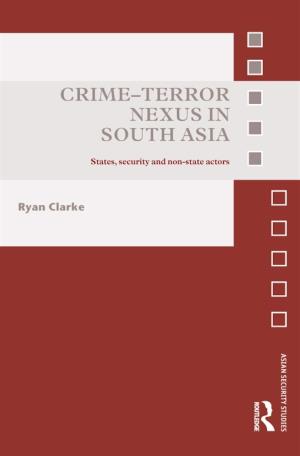 CRIME–TERROR
NEXUS IN
SOUTH ASIA
States, security and non-state actors
Ryan Clarke
ASIAN SECURITY STUDIES
ROUTLEDGE